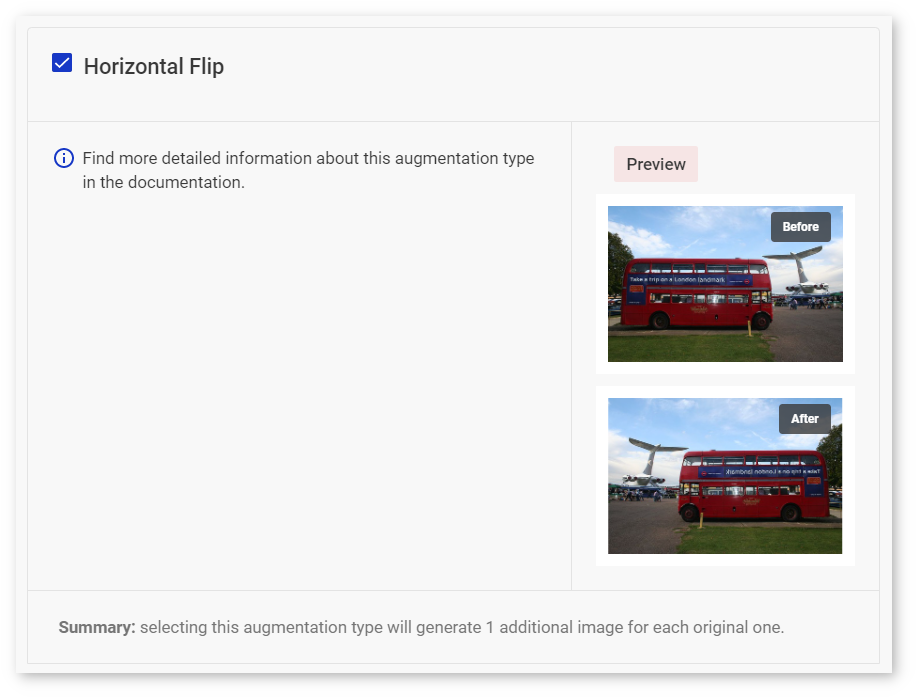 Horizontal Flip
Find more detailed information about this augmentation type
in the documentation.
Preview
Before
Take a trip on a London landmark
After
Summary: selecting this augmentation type will generate 1 additional image for each original one.